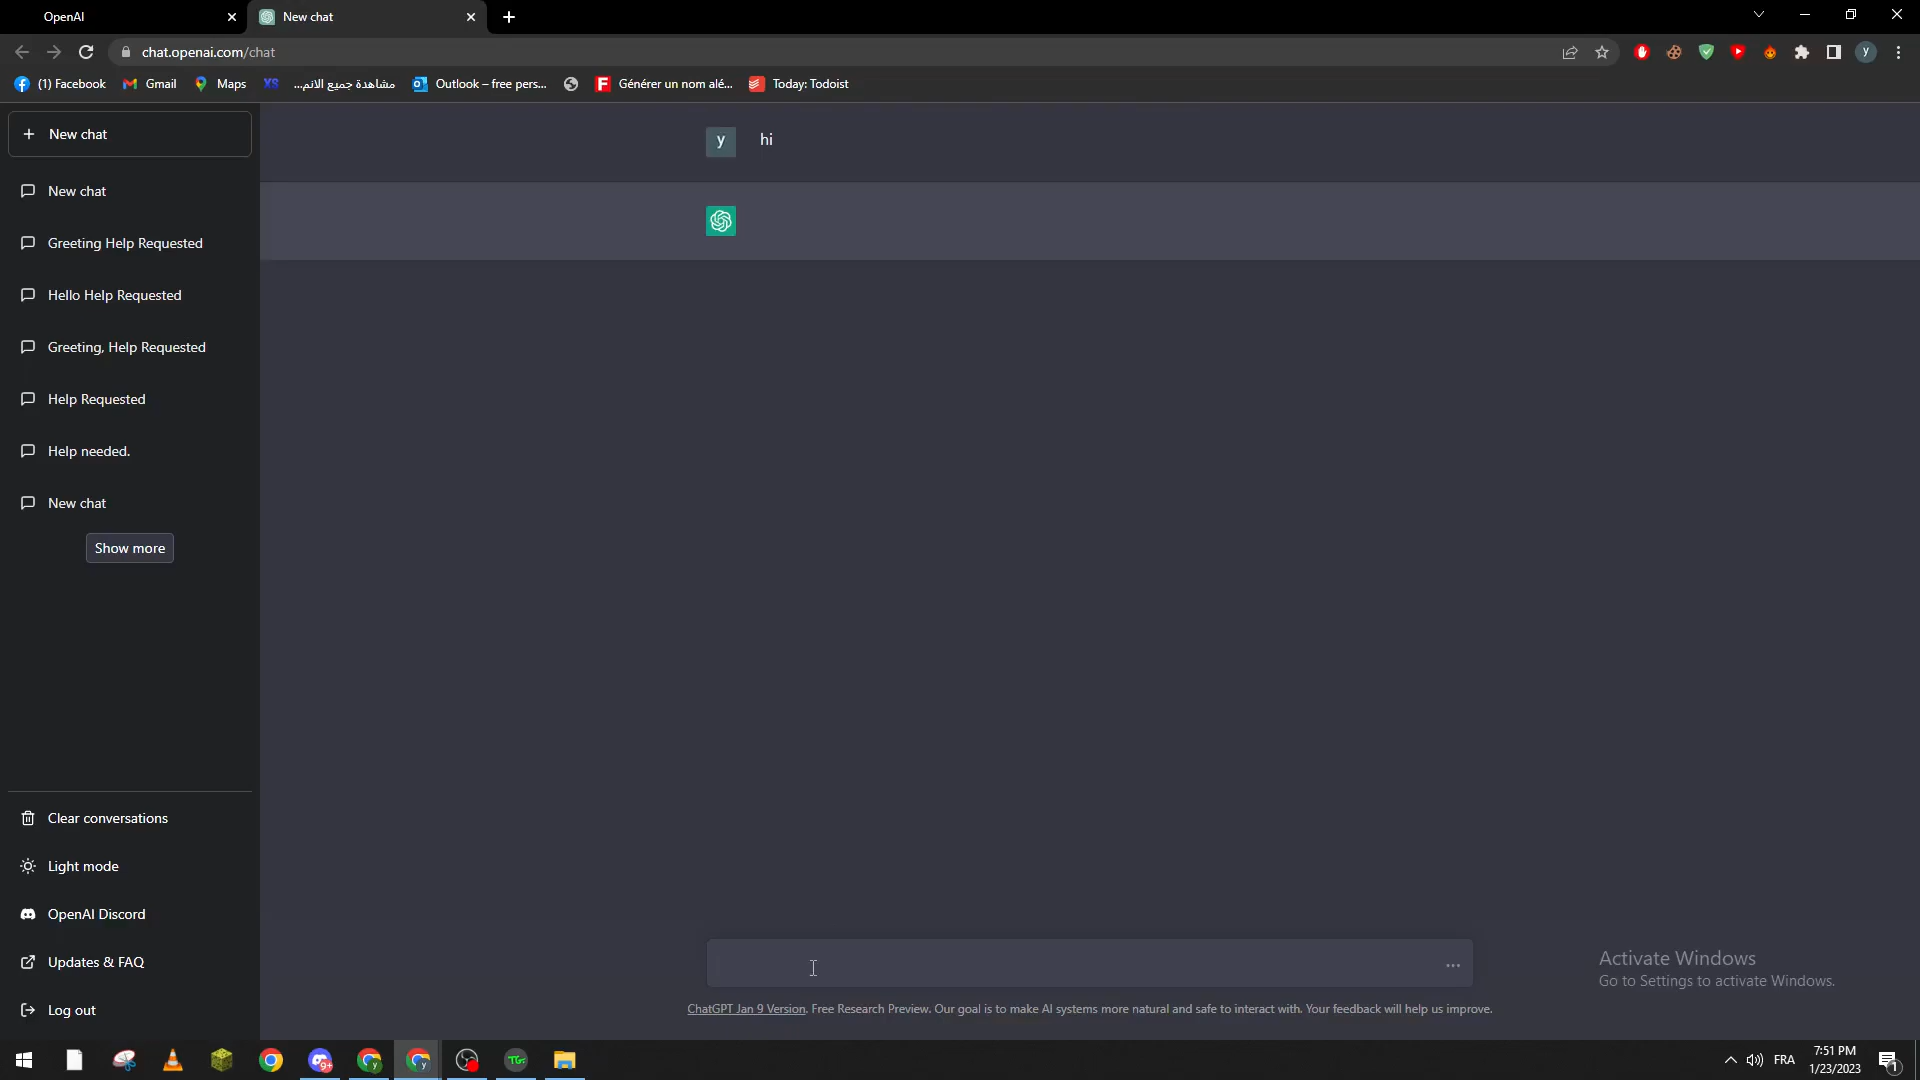 OpenAI
New chat
chat.openai.com/chat
y
(1) Facebook
Gmail
Maps
XS
مشاهدة جميع الانم...
Outlook – free pers...
Générer un nom alé...
Today: Todoist
New chat
New chat
Greeting Help Requested
Hello Help Requested
Greeting, Help Requested
Help Requested
Help needed.
New chat
Show more
y
hi
Clear conversations
Light mode
OpenAI Discord
Updates & FAQ
Log out
Activate Windows
Go to Settings to activate Windows.
ChatGPT Jan 9 Version. Free Research Preview. Our goal is to make AI systems more natural and safe to interact with. Your feedback will help us improve.
9+
y
y
TG
FRA
7:51 PM
1/23/2023
1